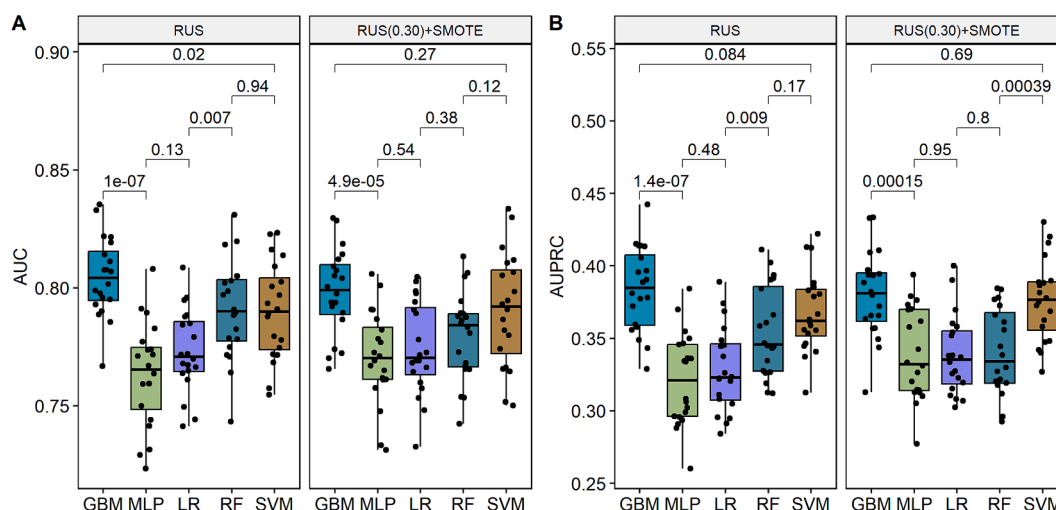 A
RUS
RUS(0.30)+SMOTE
0.90
0.85
0.80
0.75
AUC
0.02
0.94
0.007
0.13
1e-07
0.27
0.12
0.38
0.54
4.9e-05
GBM MLP LR RF SVM
GBM MLP LR RF SVM
B
RUS
RUS(0.30)+SMOTE
0.55
0.50
0.45
0.40
0.35
0.30
0.25
AUPRC
0.084
0.17
0.009
0.48
1.4e-07
0.69
0.00039
0.8
0.95
0.00015
GBM MLP LR RF SVM
GBM MLP LR RF SVM